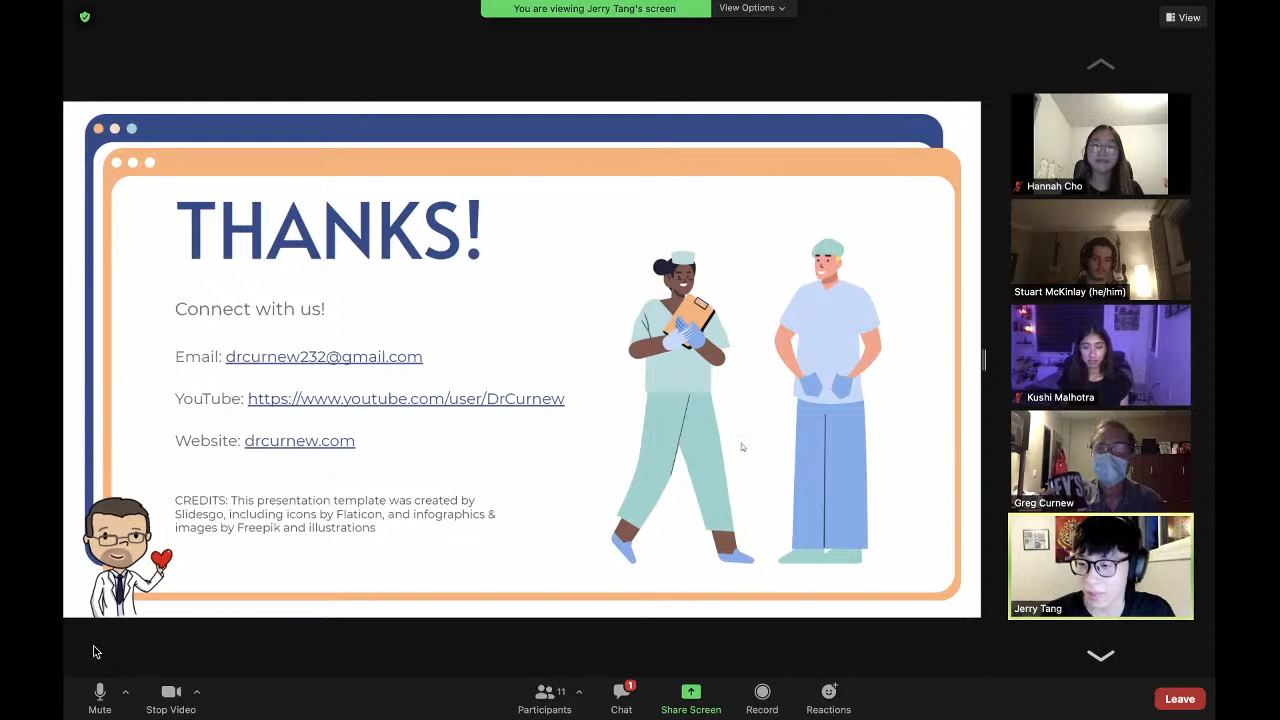 You are viewing Jerry Tang's screen
View Options
View
THANKS!
Connect with us!
Email: drcurnew232@gmail.com
YouTube: https://www.youtube.com/user/DrCurnew
Website: drcurnew.com
CREDITS: This presentation template was created by
Slidesgo, including icons by Flaticon, and infographics &
images by Freepik and illustrations
Hannah Cho
Stuart McKinlay (he/him)
Kushi Malhotra
Greg Curnew
Jerry Tang
Mute
Stop Video
11
Participants
1
Chat
Share Screen
Record
Reactions
Leave